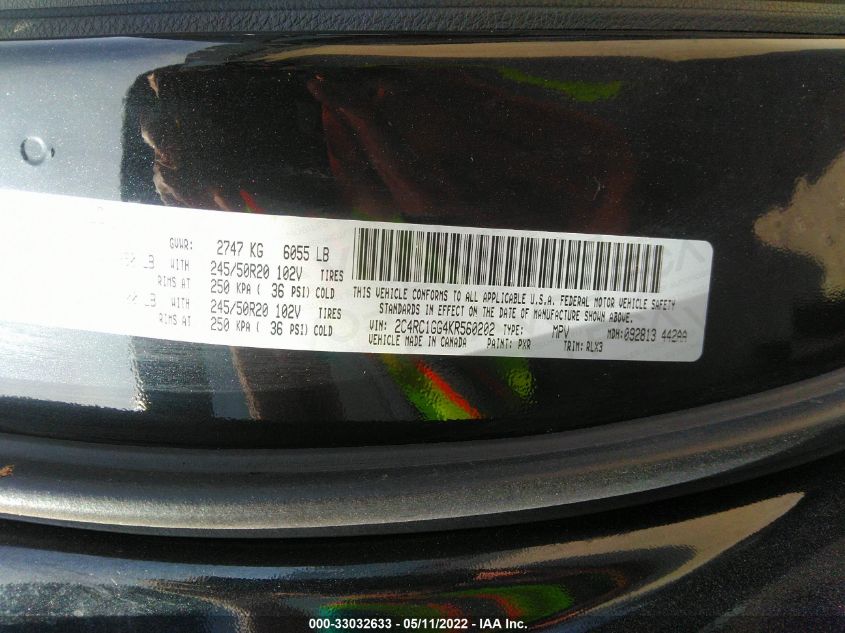 GVWR: 2747 KG 6055 LB
LB WITH 245/50R20 102V TIRES
RIMS AT 250 KPA ( 36 PSI) COLD
LB WITH 245/50R20 102V TIRES
RIMS AT 250 KPA ( 36 PSI) COLD
THIS VEHICLE CONFORMS TO ALL APPLICABLE U.S.A. FEDERAL MOTOR VEHICLE SAFETY
STANDARDS IN EFFECT ON THE DATE OF MANUFACTURE SHOWN ABOVE.
VIN: 2C4RC1GG4KR560202 TYPE: MPV MDH:092813 442AA
VEHICLE MADE IN CANADA PAINT: PXR TRIM: RLX3
000-33032633 - 05/11/2022 - IAA Inc.